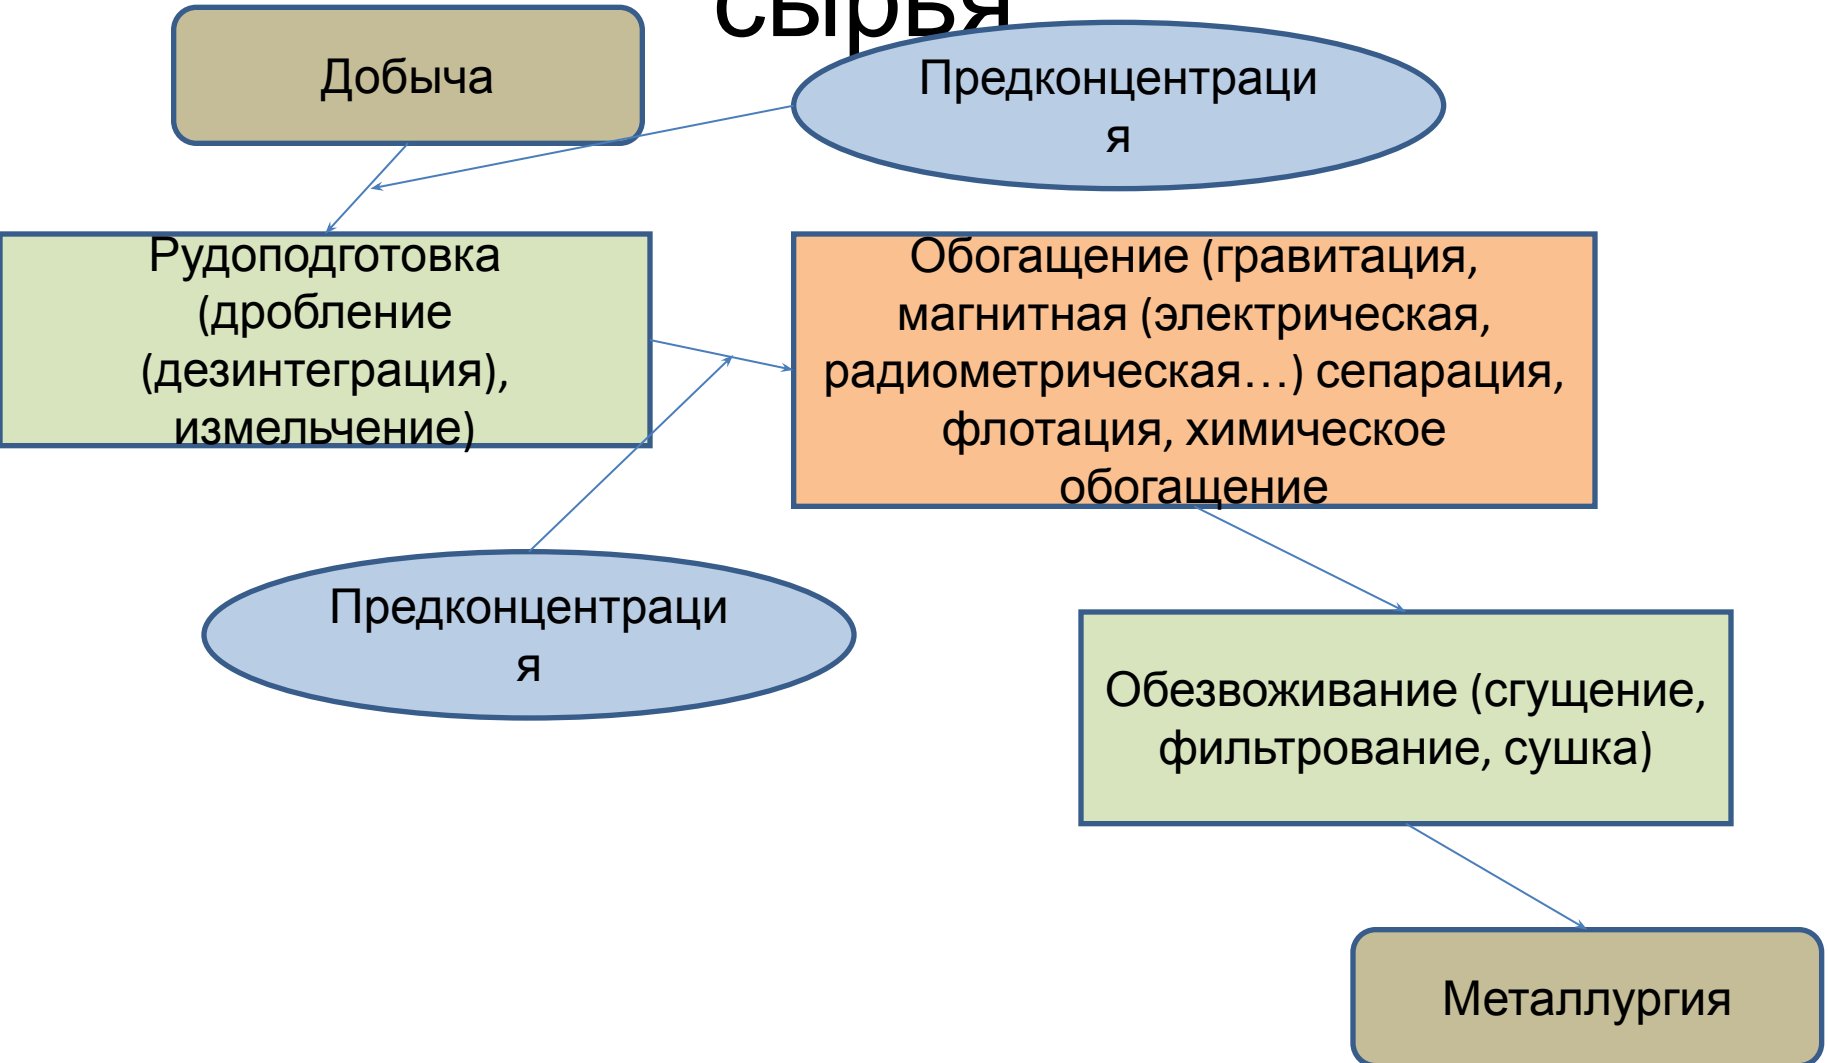 сырья
Добыча
Предконцентраци
я
Рудоподготовка
(дробление
(дезинтеграция),
измельчение)
Обогащение (гравитация,
магнитная (электрическая,
радиометрическая…) сепарация,
флотация, химическое
обогащение
Предконцентраци
я
Обезвоживание (сгущение,
фильтрование, сушка)
Металлургия